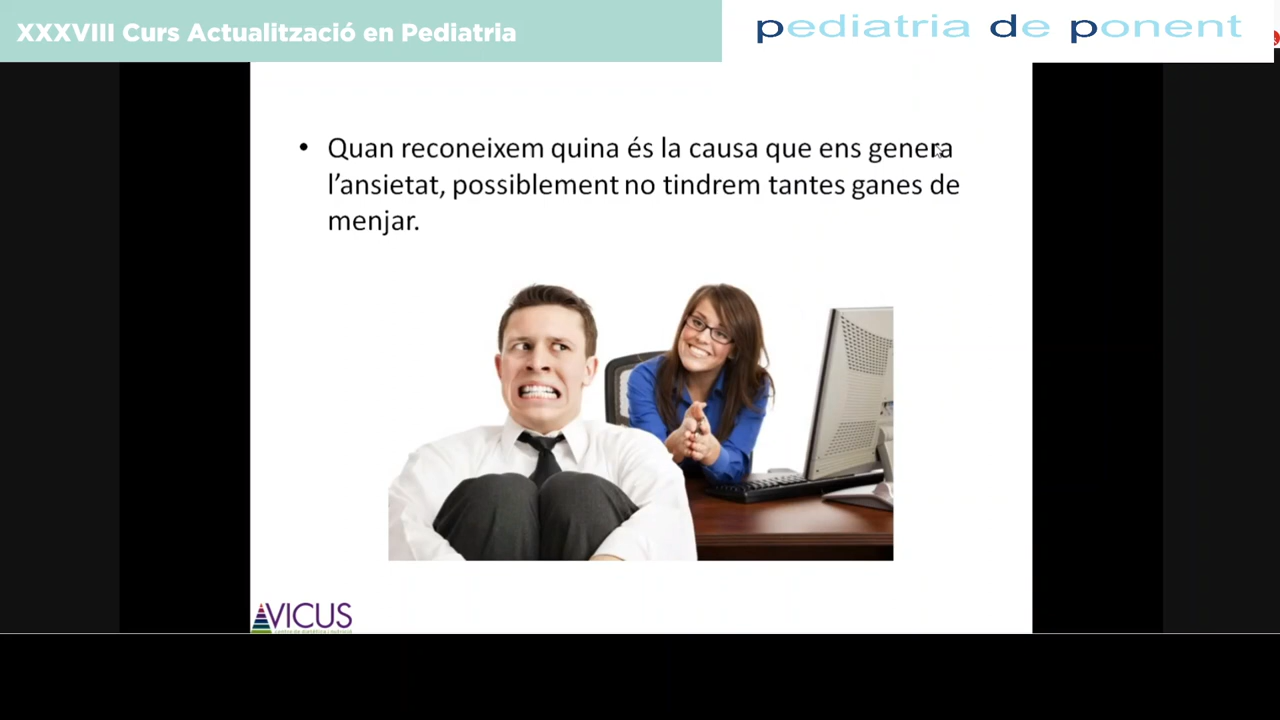 XXXVIII Curs Actualització en Pediatria
pediatria de ponent
• Quan reconeixem quina és la causa que ens genera
l’ansietat, possiblement no tindrem tantes ganes de
menjar.
VICUS